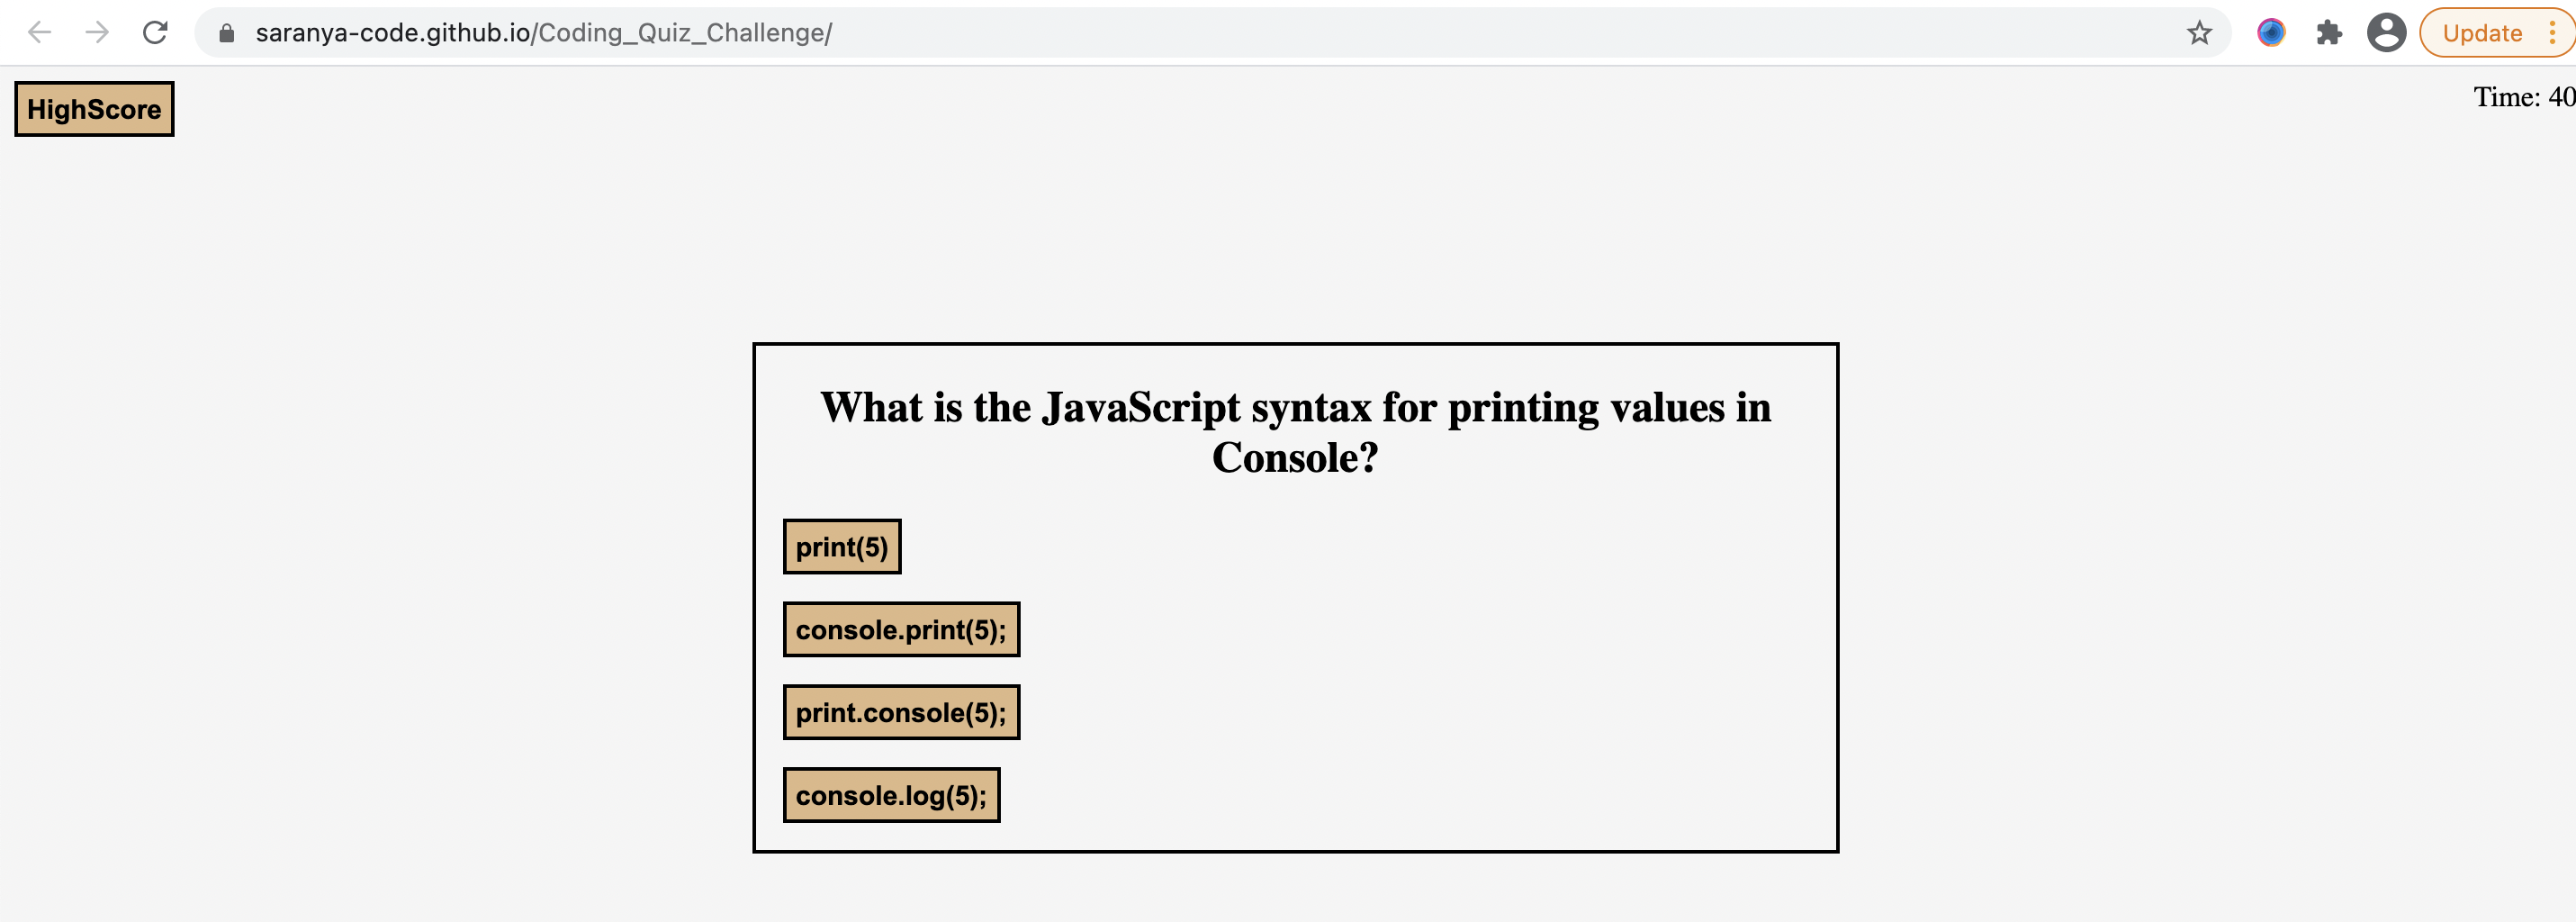 saranya-code.github.io/Coding_Quiz_Challenge/
Update
HighScore
Time: 40
What is the JavaScript syntax for printing values in
Console?
print(5)
console.print(5);
print.console(5);
console.log(5);